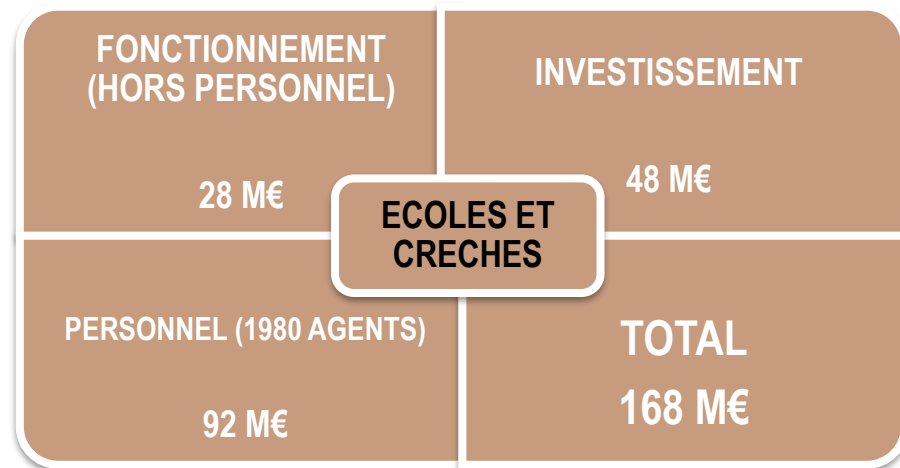 FONCTIONNEMENT
(HORS PERSONNEL)
28 M€
INVESTISSEMENT
48 M€
ECOLES ET
CRECHES
PERSONNEL (1980 AGENTS)
92 M€
TOTAL
168 M€